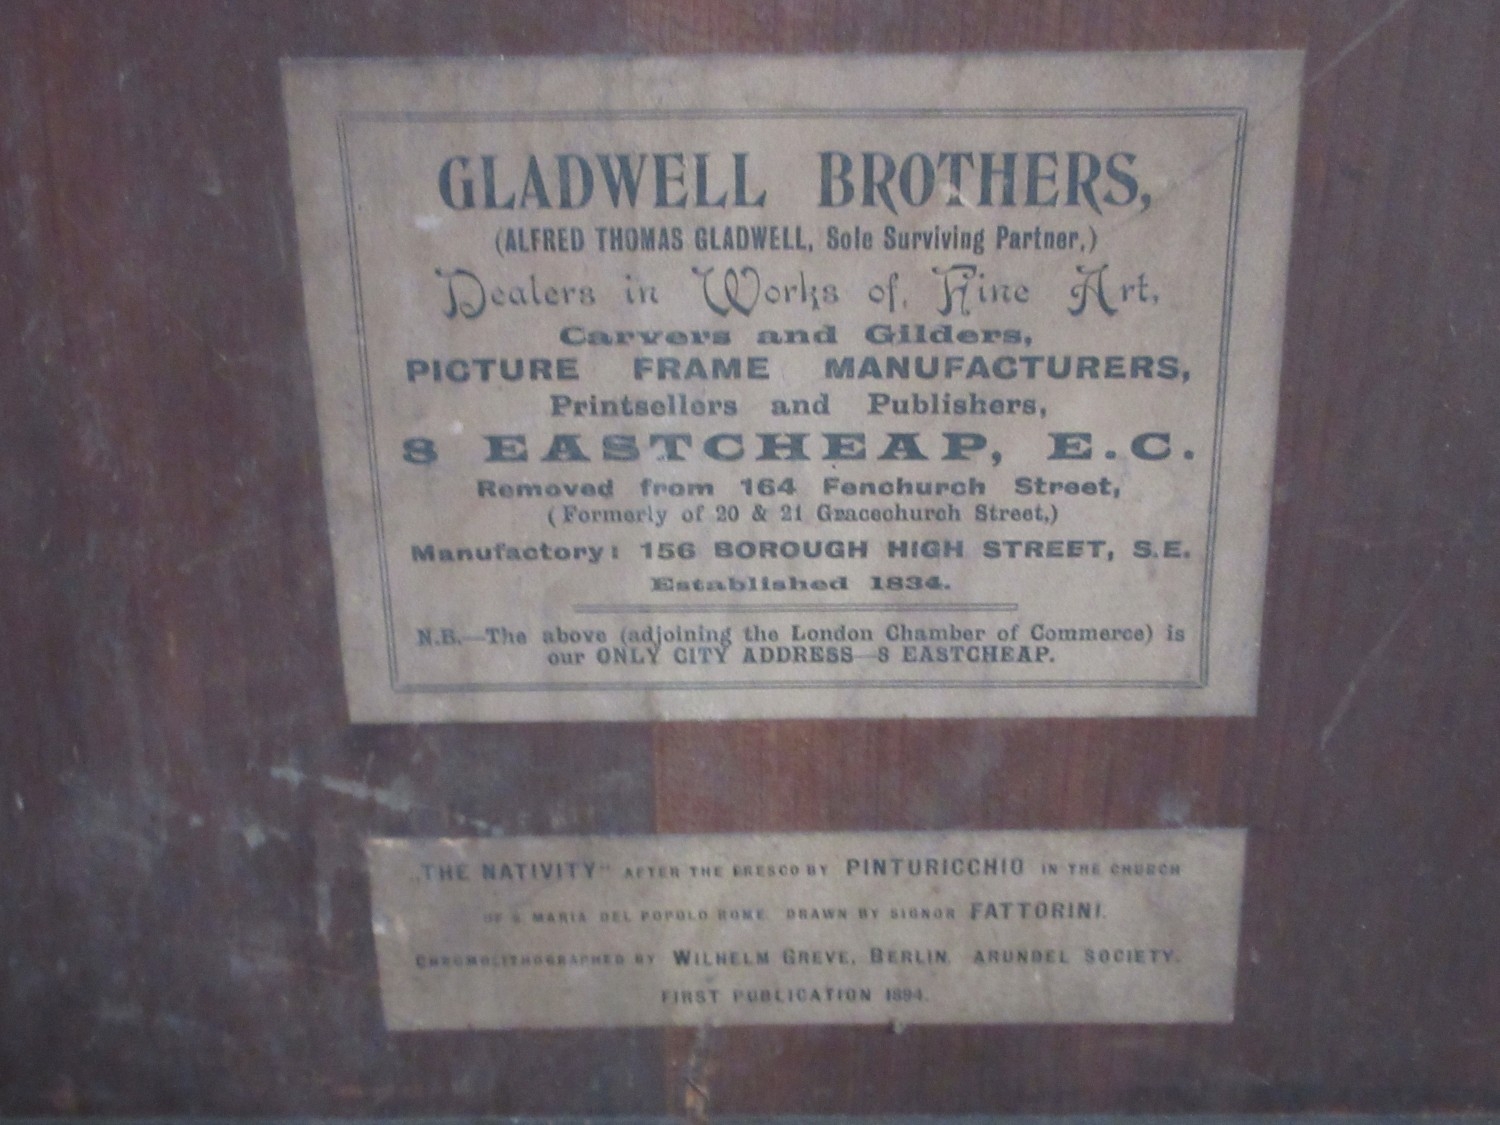 GLADWELL BROTHERS,
(ALFRED THOMAS GLADWELL, Sole Surviving Partner,)
Dealers in Works of Fine Art,
Carvers and Gilders,
PICTURE FRAME MANUFACTURERS,
Printsellers and Publishers,
8 EASTCHEAP, E.C.
Removed from 164 Fenchurch Street,
(Formerly of 20 & 21 Gracechurch Street,)
Manufactory: 156 BOROUGH HIGH STREET, S.E.
Established 1834.
N.B.—The above (adjoining the London Chamber of Commerce) is
our ONLY CITY ADDRESS—8 EASTCHEAP.
„THE NATIVITY" AFTER THE FRESCO BY PINTURICCHIO IN THE CHURCH
OF S. MARIA DEL POPOLO ROME. DRAWN BY SIGNOR FATTORINI.
CHROMOLITHOGRAPHED BY WILHELM GREVE, BERLIN. ARUNDEL SOCIETY.
FIRST PUBLICATION 1894.